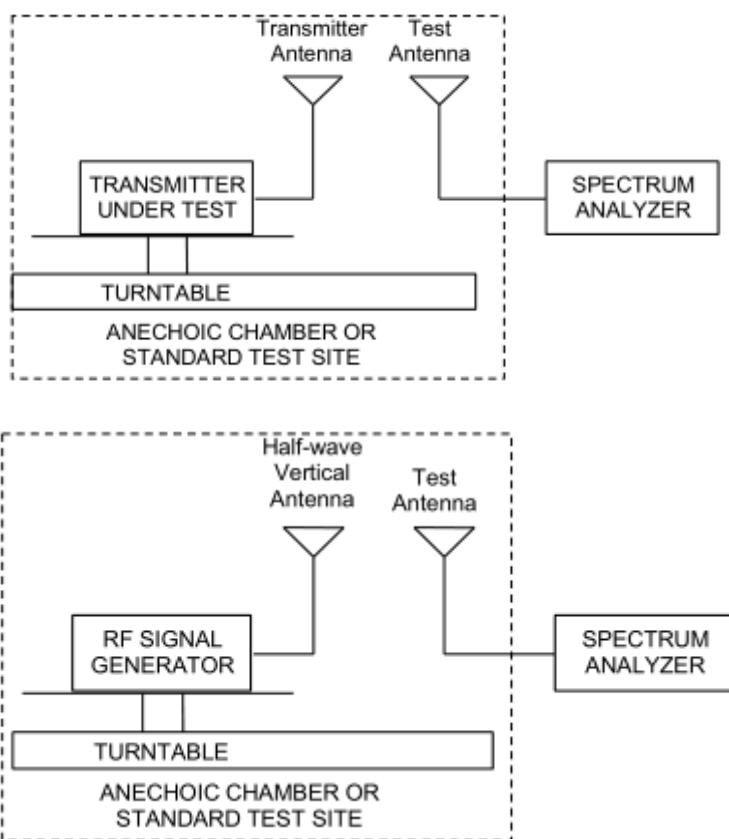 Transmitter
Antenna
Test
Antenna
TRANSMITTER
UNDER TEST
SPECTRUM
ANALYZER
TURNTABLE
ANECHOIC CHAMBER OR
STANDARD TEST SITE
Half-wave
Vertical
Antenna
Test
Antenna
RF SIGNAL
GENERATOR
SPECTRUM
ANALYZER
TURNTABLE
ANECHOIC CHAMBER OR
STANDARD TEST SITE